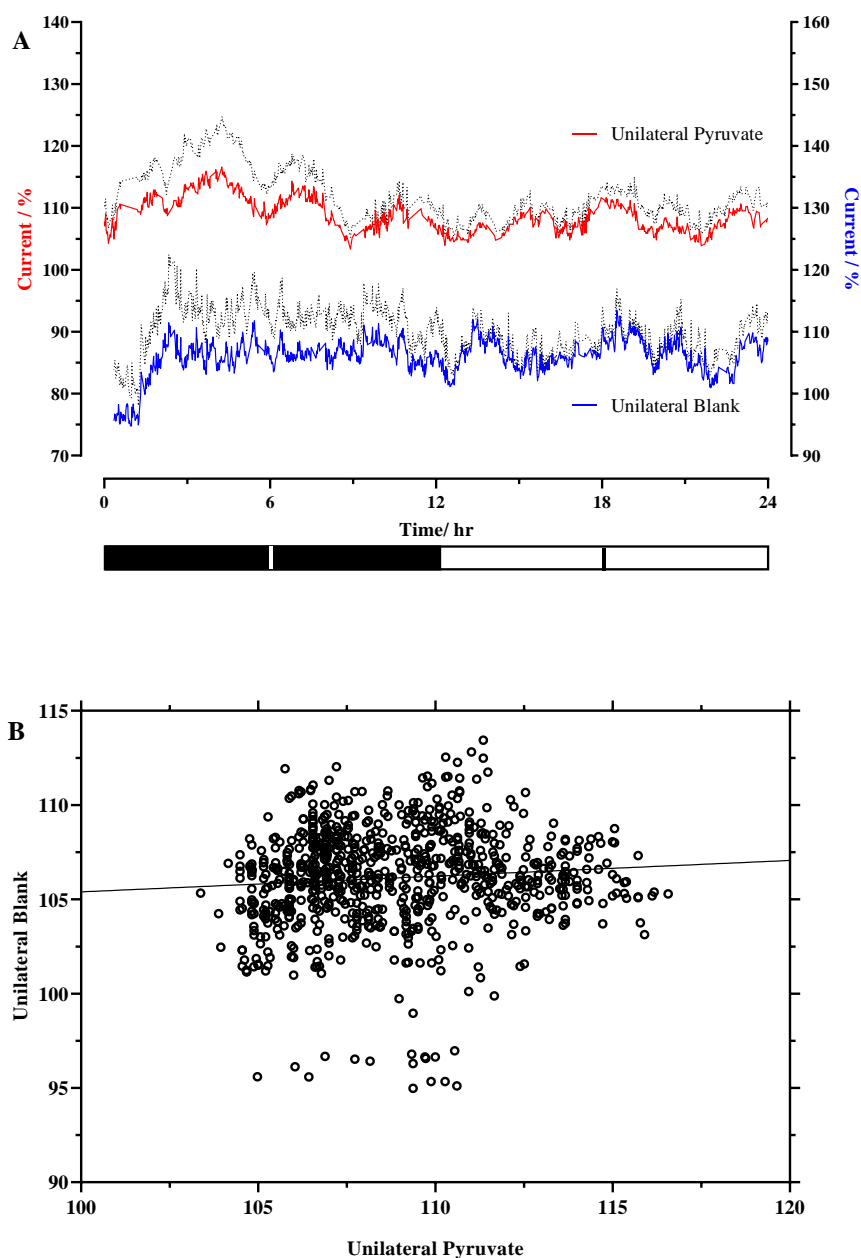 A
140
130
120
110
100
90
80
70
Current / %
Unilateral Pyruvate
Unilateral Blank
160
150
140
130
120
110
100
90
Current / %
0 6 12 18 24
Time/ hr
B
115
110
105
100
95
90
Unilateral Blank
100 105 110 115 120
Unilateral Pyruvate